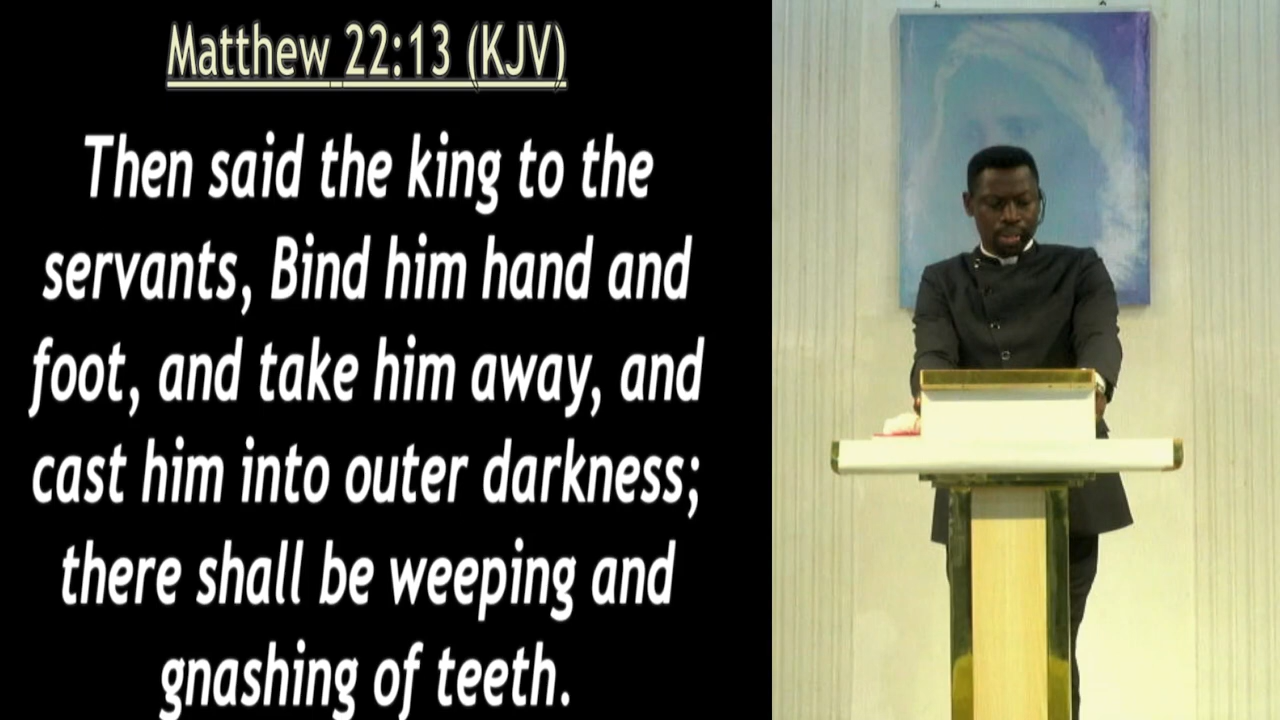 Matthew 22:13 (KJV)
Then said the king to the
servants, Bind him hand and
foot, and take him away, and
cast him into outer darkness;
there shall be weeping and
gnashing of teeth.